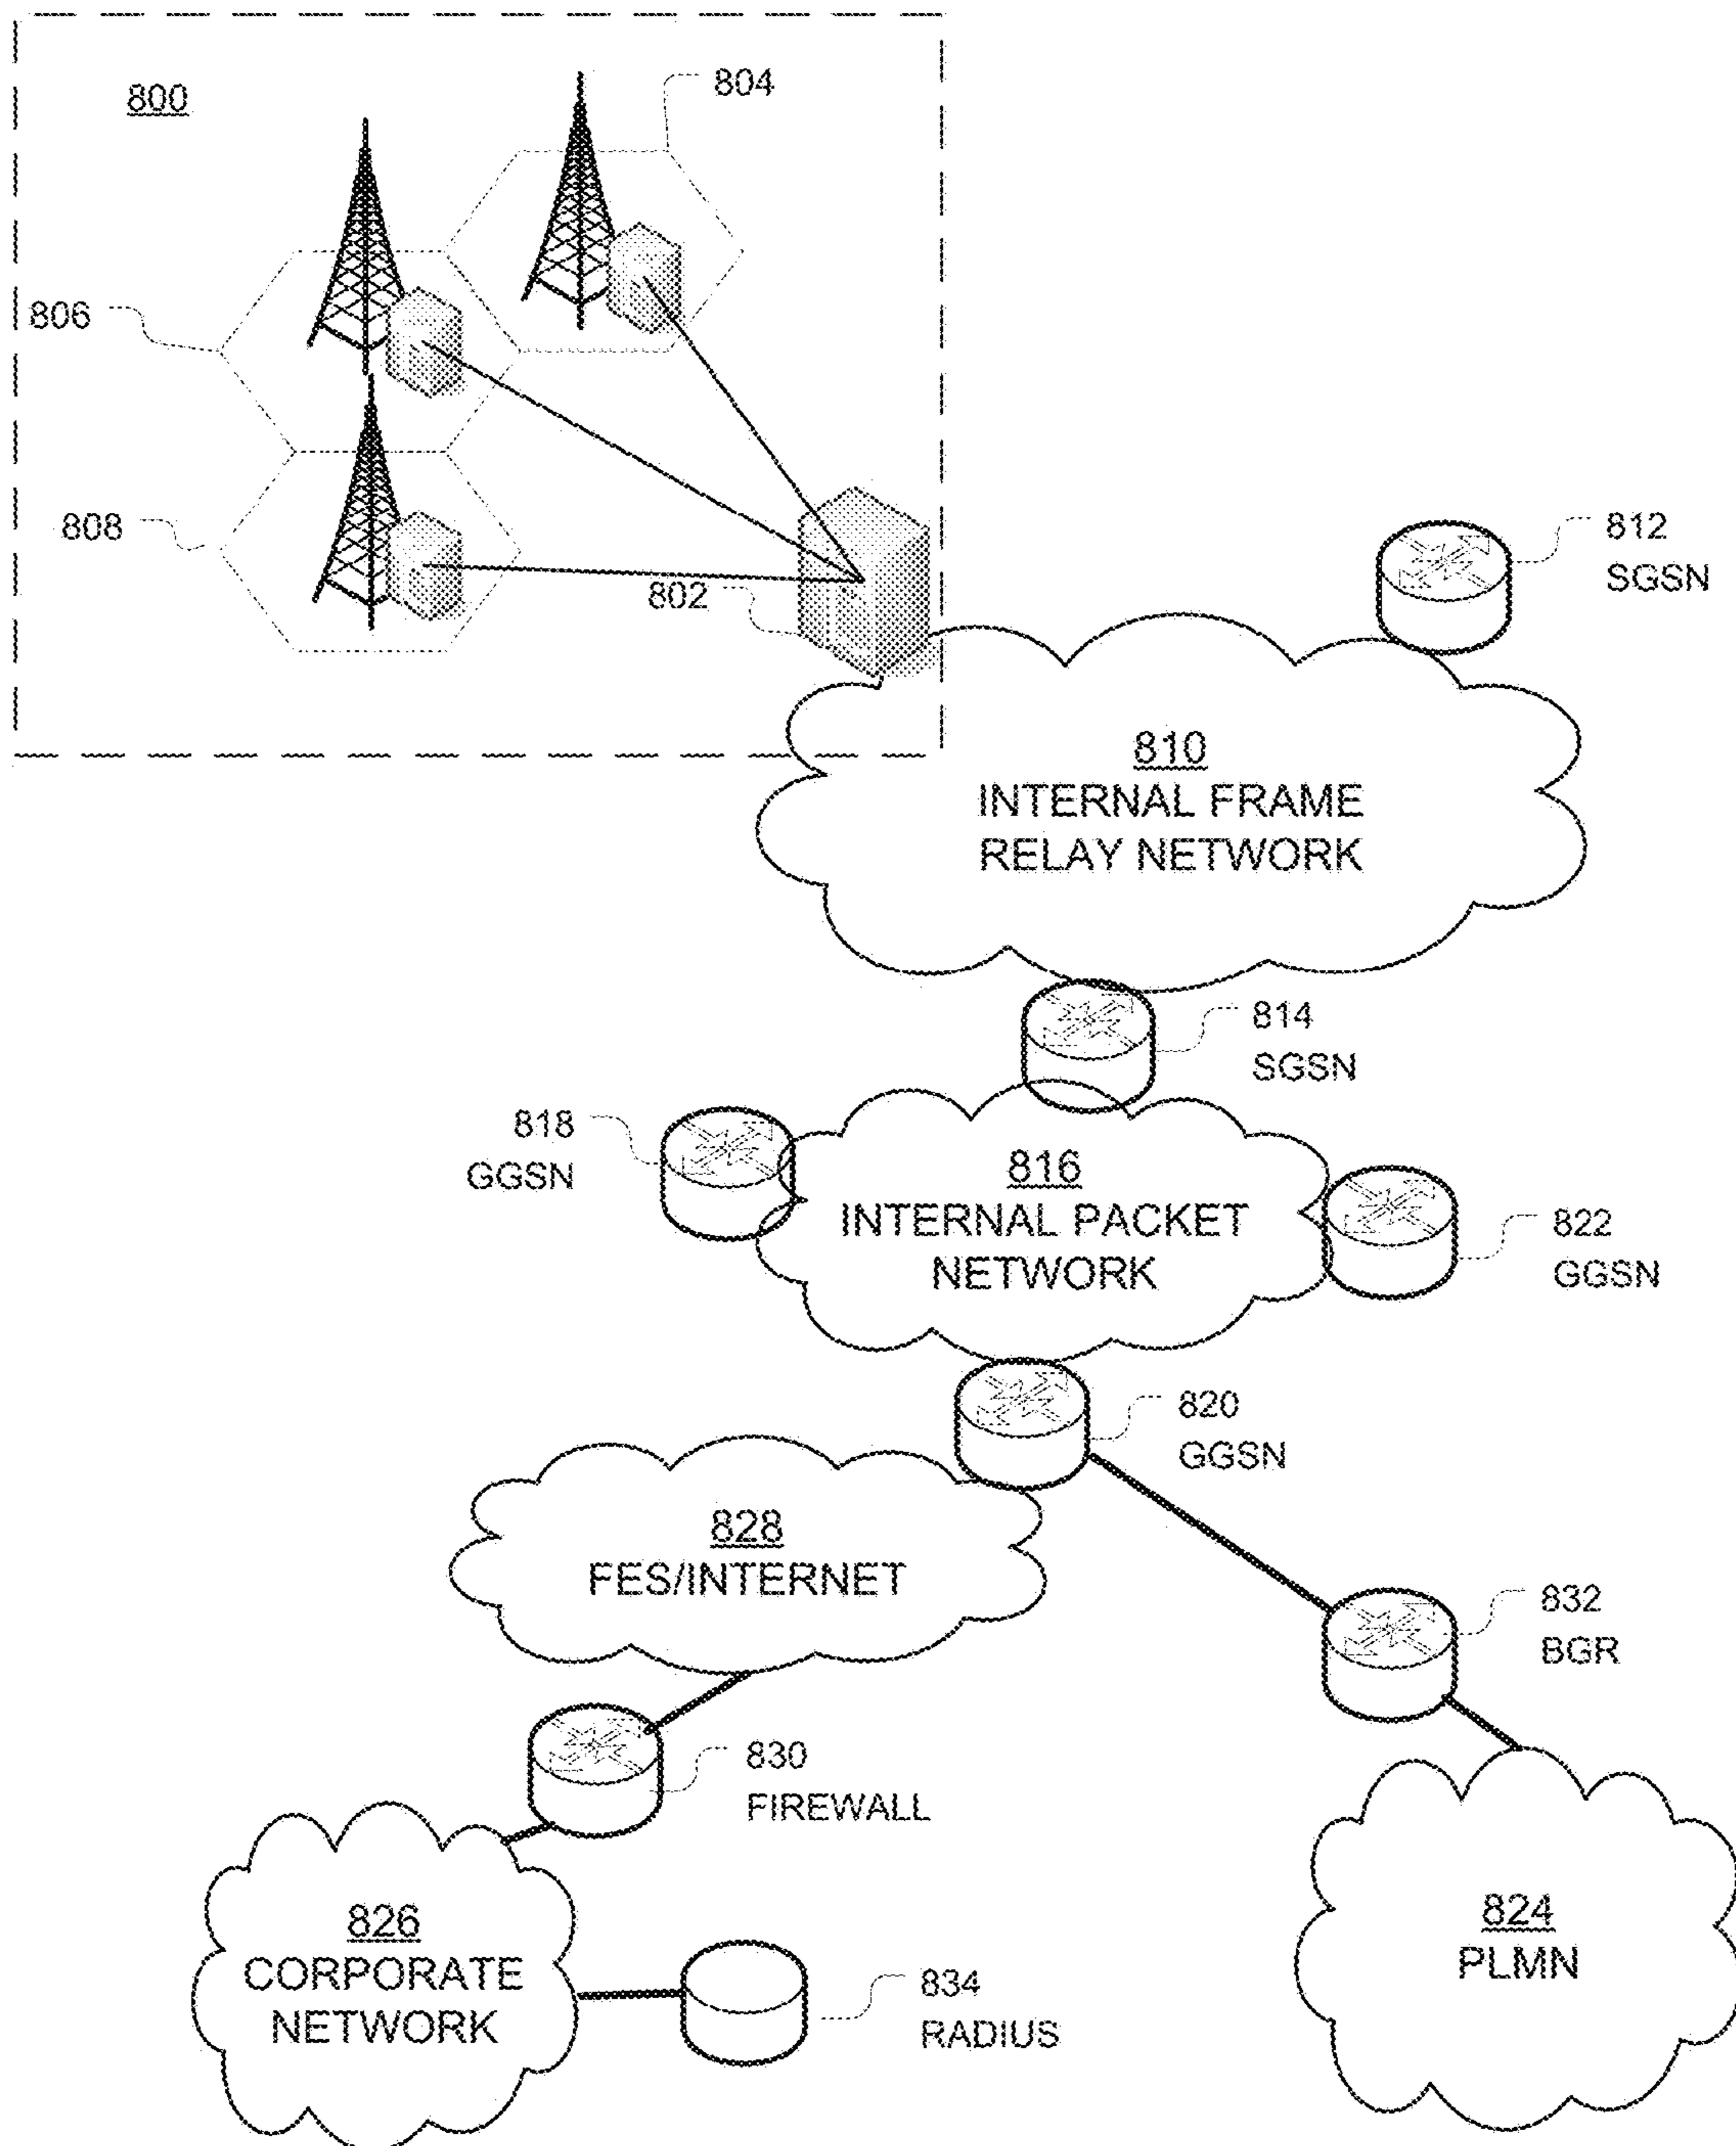 800
804
806
808
802
812
SGSN
810
INTERNAL FRAME
RELAY NETWORK
814
SGSN
818
GGSN
816
INTERNAL PACKET
NETWORK
822
GGSN
820
GGSN
828
FES/INTERNET
832
BGR
830
FIREWALL
826
CORPORATE
NETWORK
834
RADIUS
824
PLMN